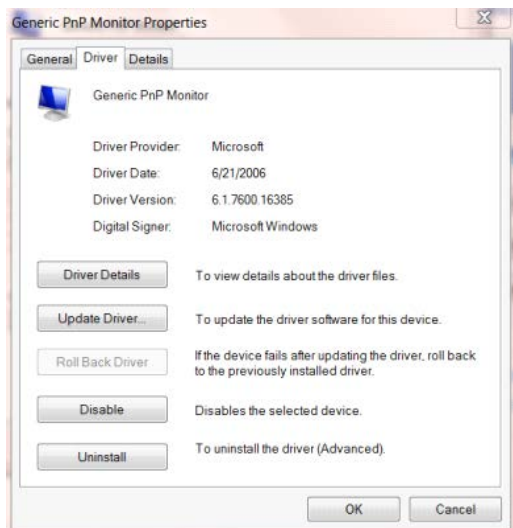 Generic PnP Monitor Properties
General Driver Details
Generic PnP Monitor
Driver Provider: Microsoft
Driver Date: 6/21/2006
Driver Version: 6.1.7600.16385
Digital Signer: Microsoft Windows
Driver Details To view details about the driver files.
Update Driver... To update the driver software for this device.
Roll Back Driver If the device fails after updating the driver, roll back
to the previously installed driver.
Disable Disables the selected device.
Uninstall To uninstall the driver (Advanced).
OK Cancel